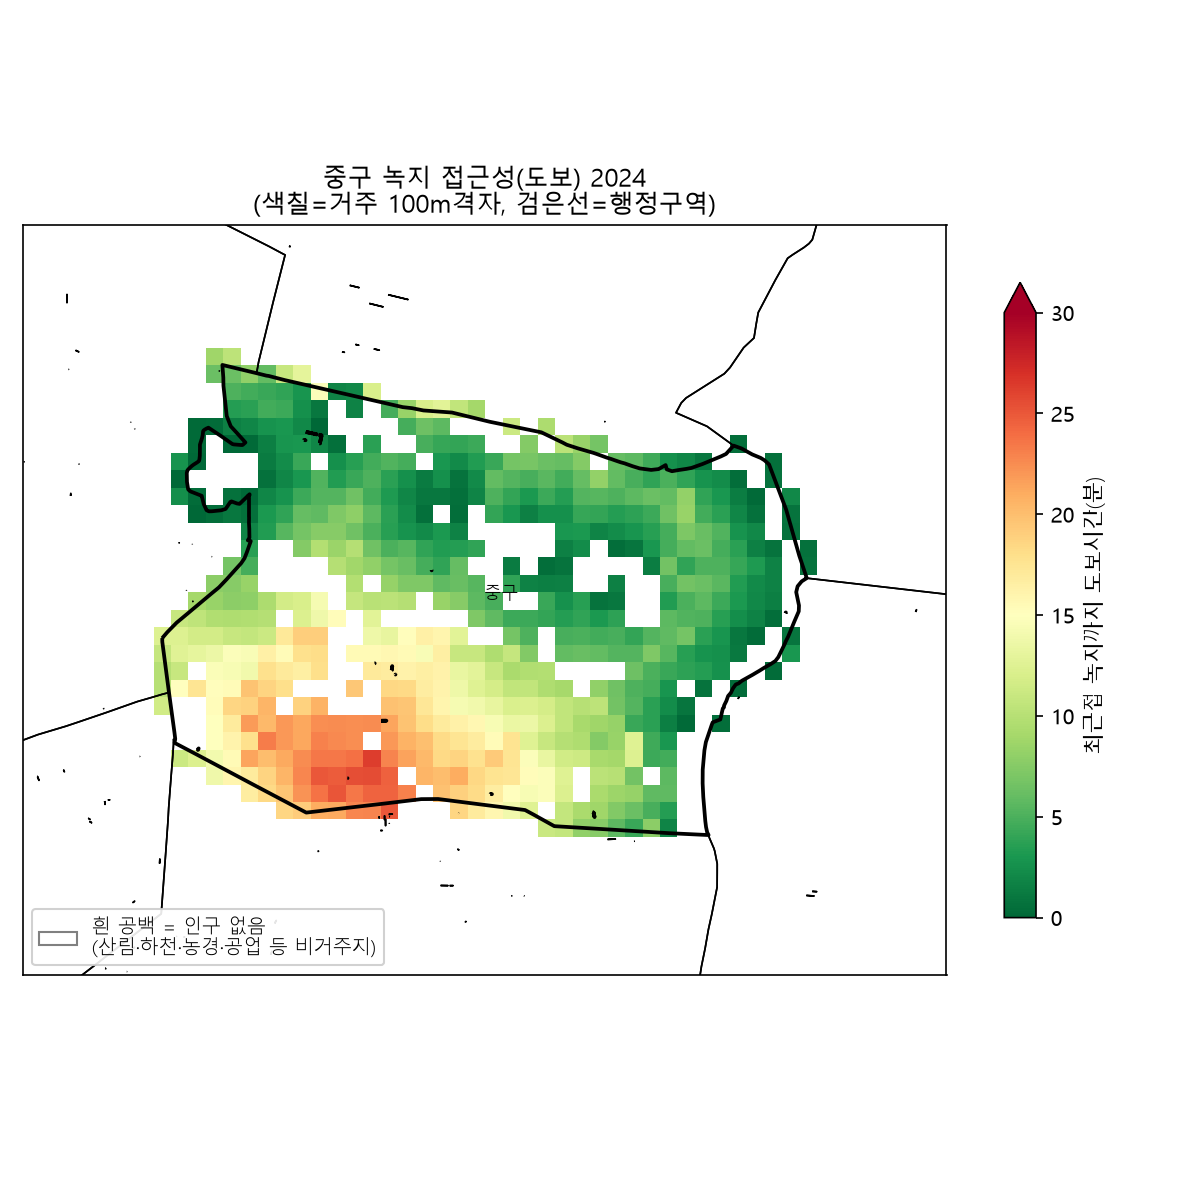 중구 녹지 접근성(도보) 2024
(색칠=거주 100m격자, 검은선=행정구역)
중구
흰 공백 = 인구 없음
(산림·하천·농경·공업 등 비거주지)
30
25
20
15
10
5
0
최근접 녹지까지 도보시간(분)